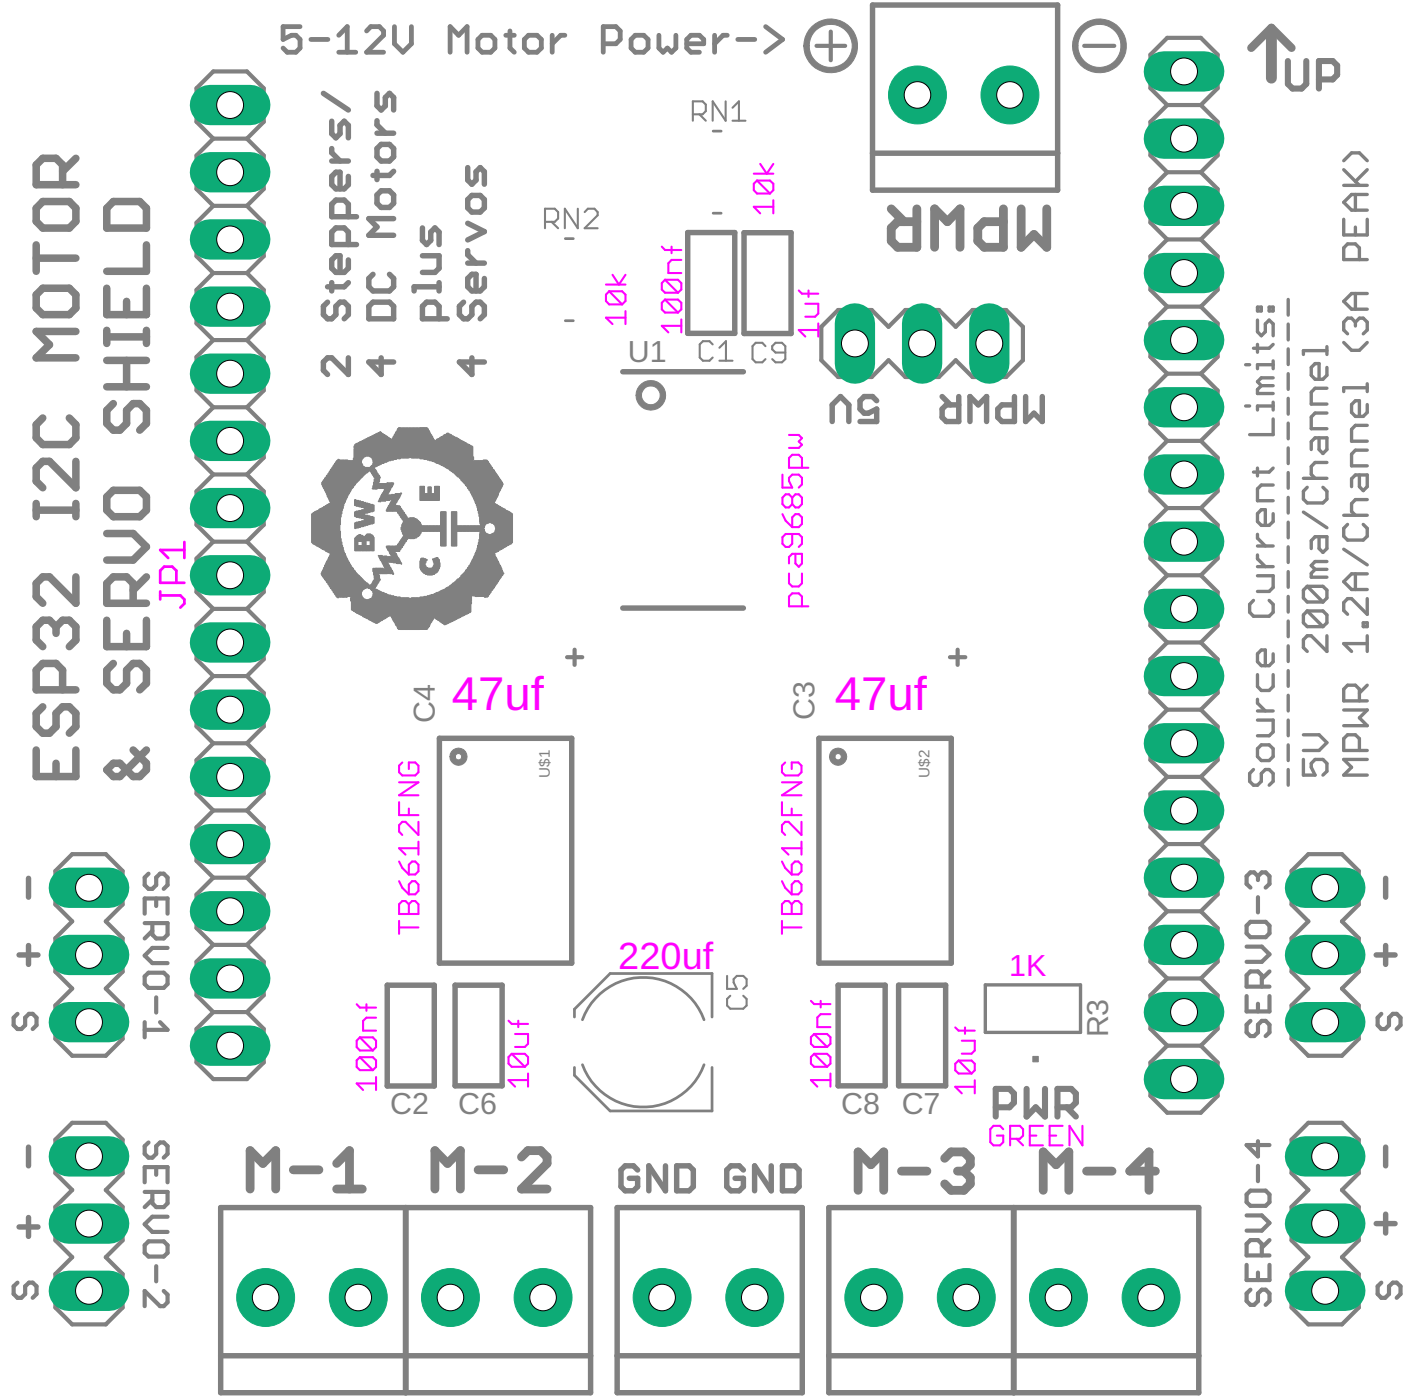 5-12V Motor Power->
+
−
↑UP
ESP32 I2C MOTOR
& SERVO SHIELD
2 Steppers/
4 DC Motors
plus
4 Servos
RN1
10k
RN2
10k
100nf
C1
1uf
C9
MPWR
U1
5V
MPWR
pca9685pw
BW
E
C
JP1
Source Current Limits:
----------------------
5V 200ma/Channel
MPWR 1.2A/Channel (3A PEAK)
+
C4
47uf
+
C3
47uf
TB6612FNG
U$1
TB6612FNG
U$2
SERVO-1
-
+
S
SERVO-3
-
+
S
100nf
C2
10uf
C6
220uf
C5
100nf
C8
10uf
C7
1K
R3
PWR
GREEN
SERVO-2
-
+
S
SERVO-4
-
+
S
M-1
M-2
GND
GND
M-3
M-4